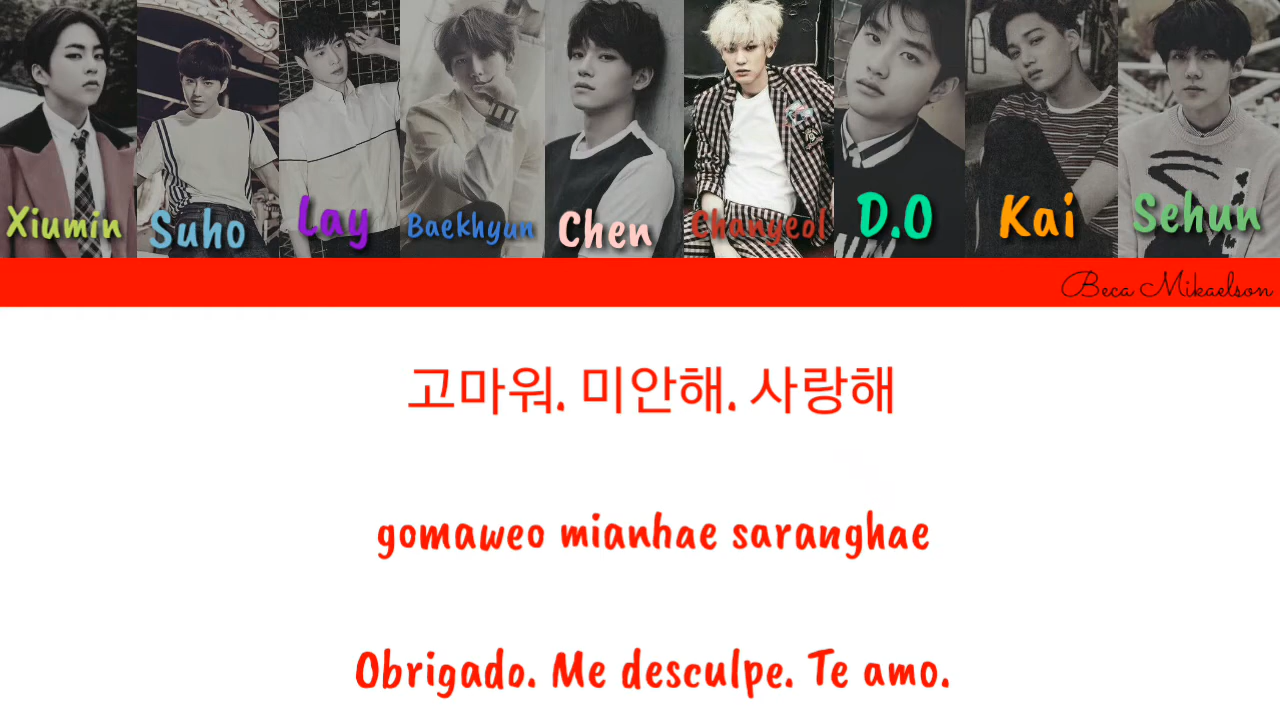 Xiumin Suho Lay Baekhyun Chen Chanyeol D.O Kai Sehun
Beca Mikaelson
고마워. 미안해. 사랑해
gomaweo mianhae saranghae
Obrigado. Me desculpe. Te amo.